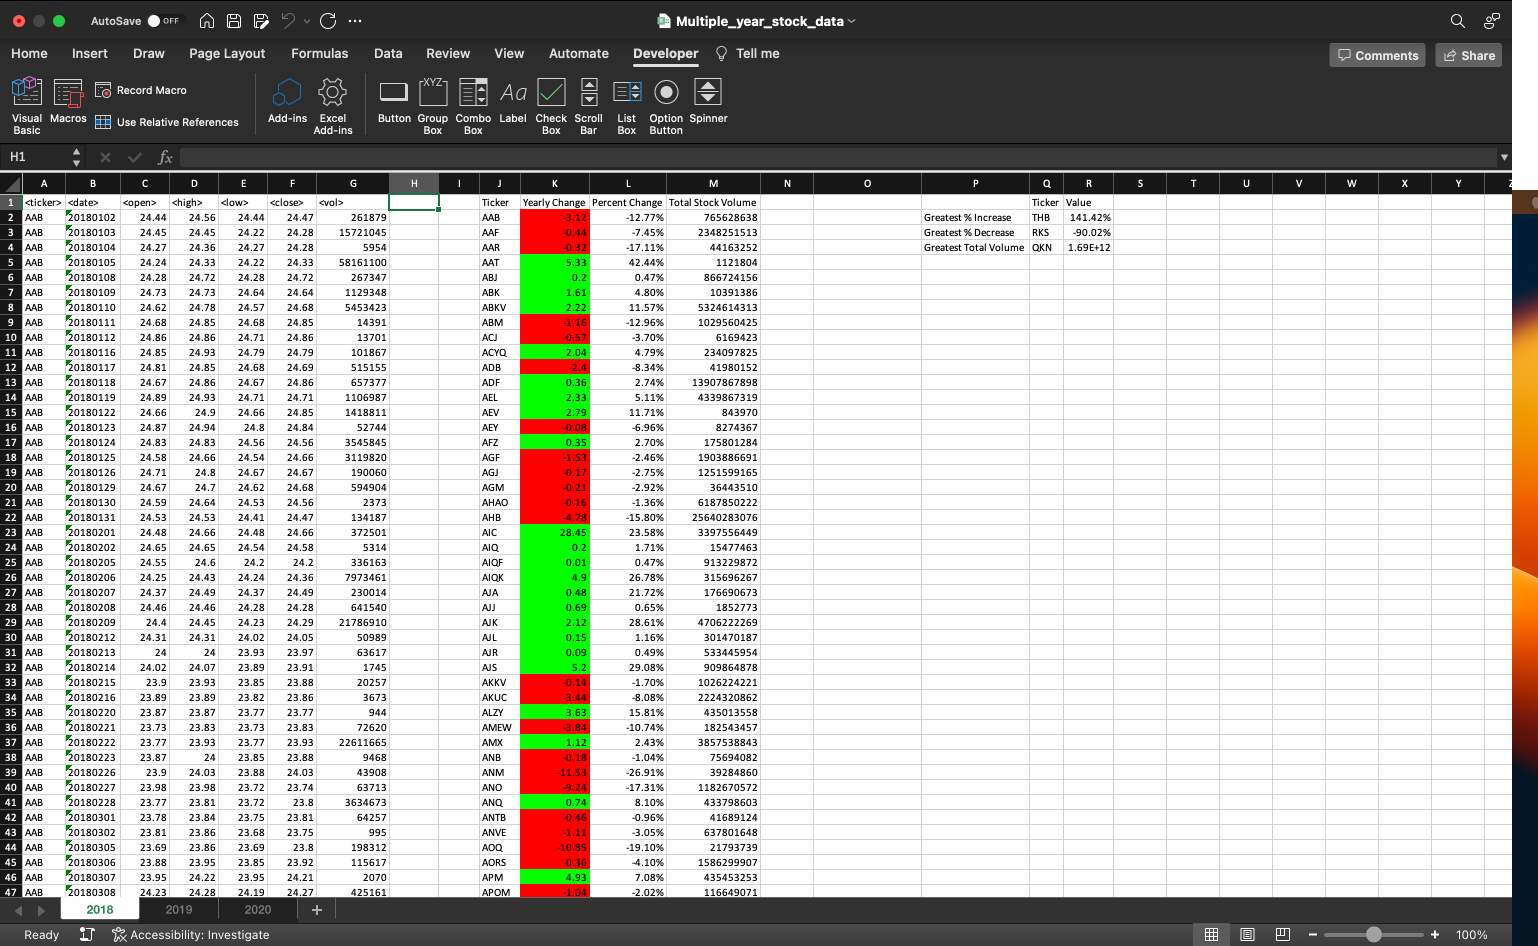 AutoSave OFF Multiple_year_stock_data
Home Insert Draw Page Layout Formulas Data Review View Automate Developer Tell me Comments Share
Visual Basic Macros Record Macro Use Relative References Add-ins Excel Add-ins Button Group Box Combo Box Label Check Box Scroll Bar List Box Option Button Spinner
H1 fx
A B C D E F G H I J K L M N O P Q R S T U V W X Y Z
1 <ticker> <date> <open> <high> <low> <close> <vol> Ticker Yearly Change Percent Change Total Stock Volume Ticker Value
2 AAB 20180102 24.44 24.56 24.44 24.47 261879 AAB -3.12 -12.77% 765628638 Greatest % Increase THB 141.42%
3 AAB 20180103 24.45 24.45 24.22 24.28 15721045 AAF -0.44 -7.45% 2348251513 Greatest % Decrease RKS -90.02%
4 AAB 20180104 24.27 24.36 24.27 24.28 5954 AAR -0.32 -17.11% 44163252 Greatest Total Volume QKN 1.69E+12
5 AAB 20180105 24.24 24.33 24.22 24.33 58161100 AAT 5.33 42.44% 1121804
6 AAB 20180108 24.28 24.72 24.28 24.72 267347 ABJ 0.2 0.47% 866724156
7 AAB 20180109 24.73 24.73 24.64 24.64 1129348 ABK 1.61 4.80% 10391386
8 AAB 20180110 24.62 24.78 24.57 24.68 5453423 ABKV 2.22 11.57% 5324614313
9 AAB 20180111 24.68 24.85 24.68 24.85 14391 ABM -1.16 -12.96% 1029560425
10 AAB 20180112 24.86 24.86 24.71 24.86 13701 ACJ -0.57 -3.70% 6169423
11 AAB 20180116 24.85 24.93 24.79 24.79 101867 ACYQ 2.04 4.79% 234097825
12 AAB 20180117 24.81 24.85 24.68 24.69 515155 ADB -2.4 -8.34% 41980152
13 AAB 20180118 24.67 24.86 24.67 24.86 657377 ADF 0.36 2.74% 13907867898
14 AAB 20180119 24.89 24.93 24.71 24.71 1106987 AEL 2.33 5.11% 4339867319
15 AAB 20180122 24.66 24.9 24.66 24.85 1418811 AEV 2.79 11.71% 843970
16 AAB 20180123 24.87 24.94 24.8 24.84 52744 AEY -0.08 -6.96% 8274367
17 AAB 20180124 24.83 24.83 24.56 24.56 3545845 AFZ 0.35 2.70% 175801284
18 AAB 20180125 24.58 24.66 24.54 24.66 3119820 AGF -1.53 -2.46% 1903886691
19 AAB 20180126 24.71 24.8 24.67 24.67 190060 AGJ -0.17 -2.75% 1251599165
20 AAB 20180129 24.67 24.7 24.62 24.68 594904 AGM -0.21 -2.92% 36443510
21 AAB 20180130 24.59 24.64 24.53 24.56 2373 AHAO -0.16 -1.36% 6187850222
22 AAB 20180131 24.53 24.53 24.41 24.47 134187 AHB -4.78 -15.80% 25640283076
23 AAB 20180201 24.48 24.66 24.48 24.66 372501 AIC 28.45 23.58% 3397556449
24 AAB 20180202 24.65 24.65 24.54 24.58 5314 AIQ 0.2 1.71% 15477463
25 AAB 20180205 24.55 24.6 24.2 24.2 336163 AIQF 0.01 0.47% 913229872
26 AAB 20180206 24.25 24.43 24.24 24.36 7973461 AIQK 4.9 26.78% 315696267
27 AAB 20180207 24.37 24.49 24.37 24.49 230014 AJA 0.48 21.72% 176690673
28 AAB 20180208 24.46 24.46 24.28 24.28 641540 AJJ 0.69 0.65% 1852773
29 AAB 20180209 24.4 24.45 24.23 24.29 21786910 AJK 2.12 28.61% 4706222269
30 AAB 20180212 24.31 24.31 24.02 24.05 50989 AJL 0.15 1.16% 301470187
31 AAB 20180213 24 24 23.93 23.97 63617 AJR 0.09 0.49% 533445954
32 AAB 20180214 24.02 24.07 23.89 23.91 1745 AJS 5.2 29.08% 909864878
33 AAB 20180215 23.9 23.93 23.85 23.88 20257 AKKV -0.14 -1.70% 1026224221
34 AAB 20180216 23.89 23.89 23.82 23.86 3673 AKUC -3.44 -8.08% 2224320862
35 AAB 20180220 23.87 23.87 23.77 23.77 944 ALZY 3.63 15.81% 435013558
36 AAB 20180221 23.73 23.83 23.73 23.83 72620 AMEW -3.84 -10.74% 182543457
37 AAB 20180222 23.77 23.93 23.77 23.93 22611665 AMX 1.12 2.43% 3857538843
38 AAB 20180223 23.87 24 23.85 23.88 9468 ANB -0.18 -1.04% 75694082
39 AAB 20180226 23.9 24.03 23.88 24.03 43908 ANM -11.53 -26.91% 39284860
40 AAB 20180227 23.98 23.98 23.72 23.74 63713 ANO -9.24 -17.31% 1182670572
41 AAB 20180228 23.77 23.81 23.72 23.8 3634673 ANQ 0.74 8.10% 433798603
42 AAB 20180301 23.78 23.84 23.75 23.81 64257 ANTB -0.46 -0.96% 41689124
43 AAB 20180302 23.81 23.86 23.68 23.75 995 ANVE -1.11 -3.05% 637801648
44 AAB 20180305 23.69 23.86 23.69 23.8 198312 AOQ -10.85 -19.10% 21793739
45 AAB 20180306 23.88 23.95 23.85 23.92 115617 AORS -0.36 -4.10% 1586299907
46 AAB 20180307 23.95 24.22 23.95 24.21 2070 APM 4.93 7.08% 435453253
47 AAB 20180308 24.23 24.28 24.19 24.27 425161 APOM -1.04 -2.02% 116649071
2018 2019 2020 +
Ready Accessibility: Investigate 100%